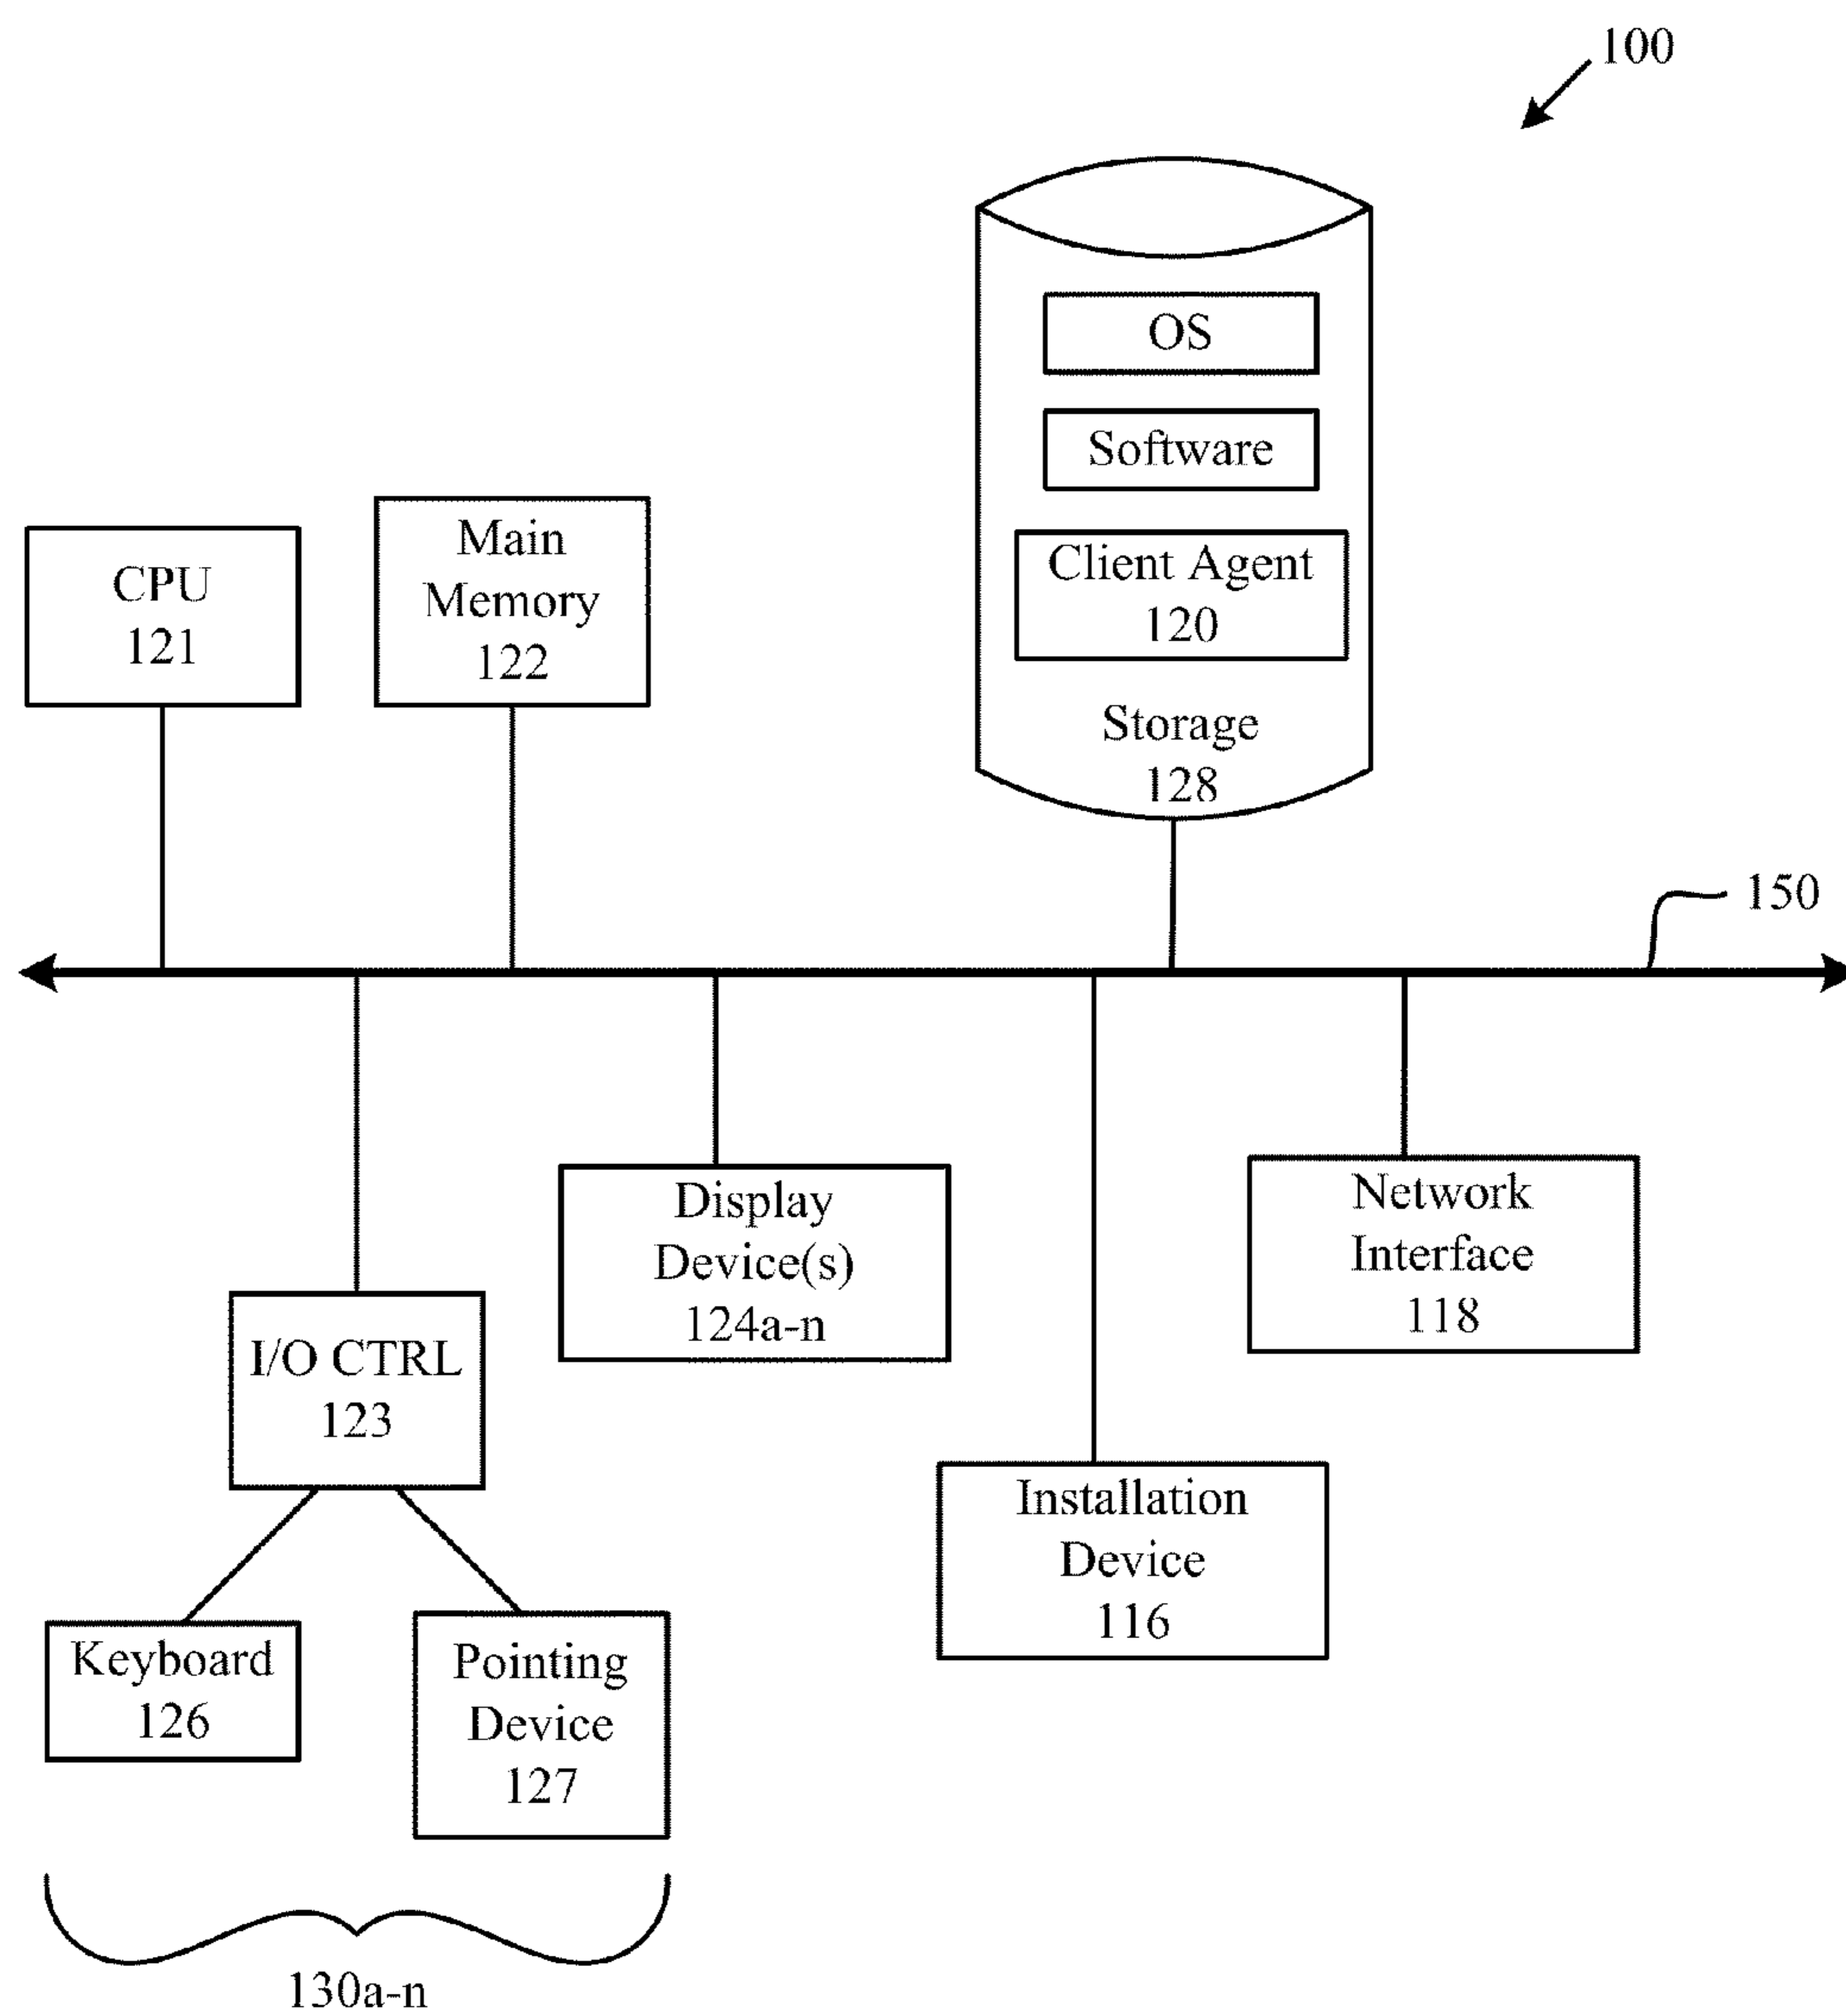 100
OS
Software
Client Agent
120
Storage
128
CPU
121
Main
Memory
122
150
Display
Device(s)
124a-n
Network
Interface
118
I/O CTRL
123
Installation
Device
116
Keyboard
126
Pointing
Device
127
130a-n